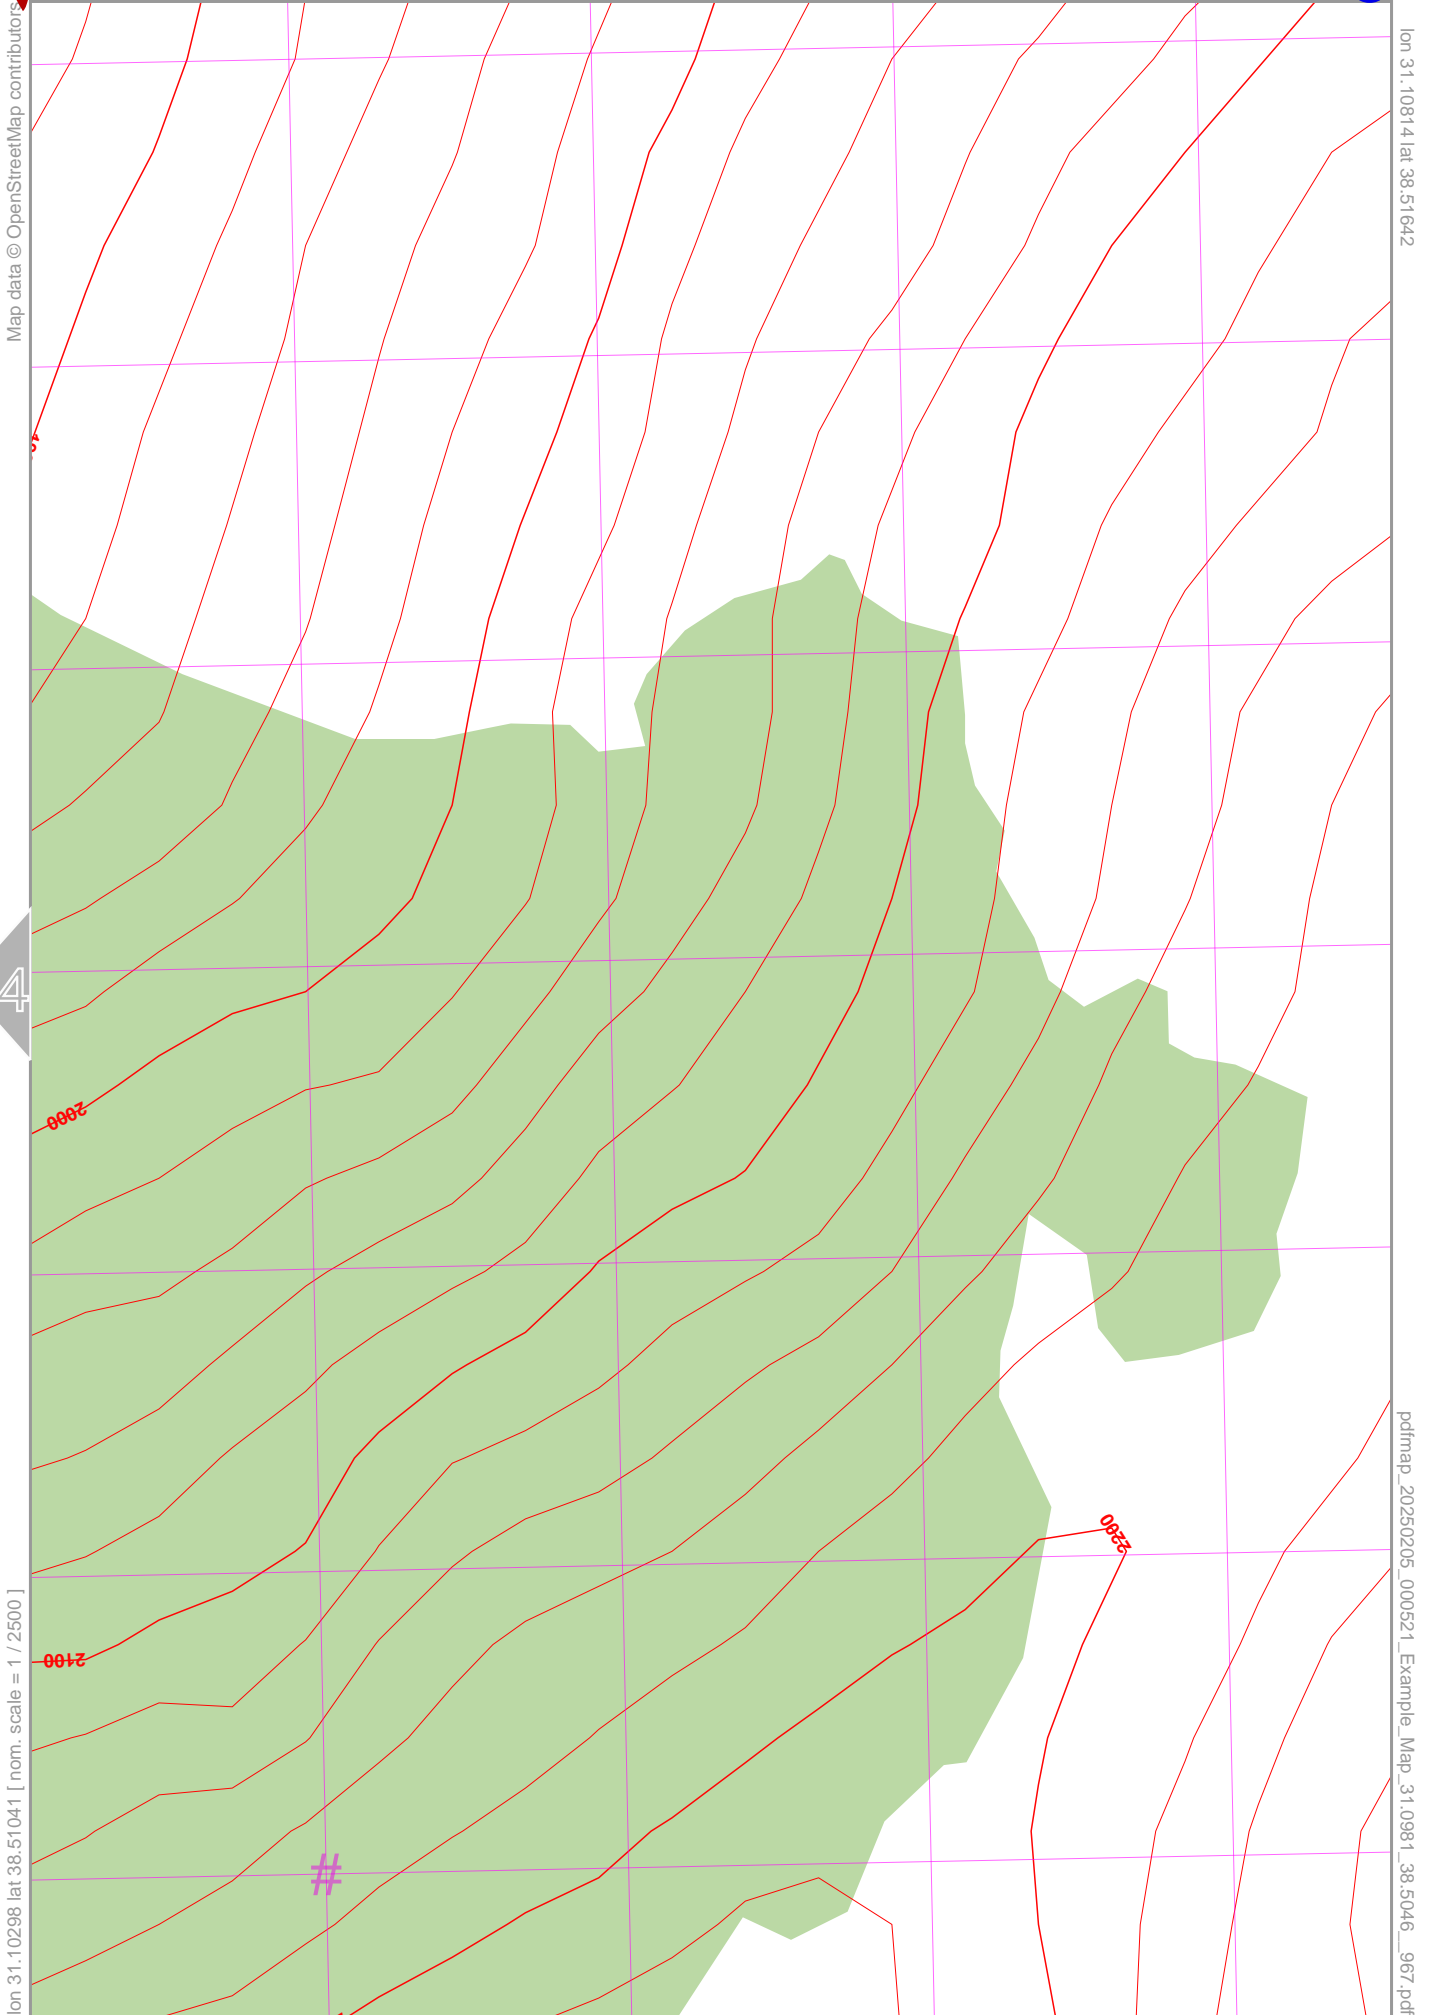 Map data © OpenStreetMap contributors
lon 31.10814 lat 38.51642
4
2000
2200
2100
#
lon 31.10298 lat 38.51041 [ nom. scale = 1 / 2500 ]
pdfmap_20250205_000521_Example_Map_31.0981_38.5046__967.pdf